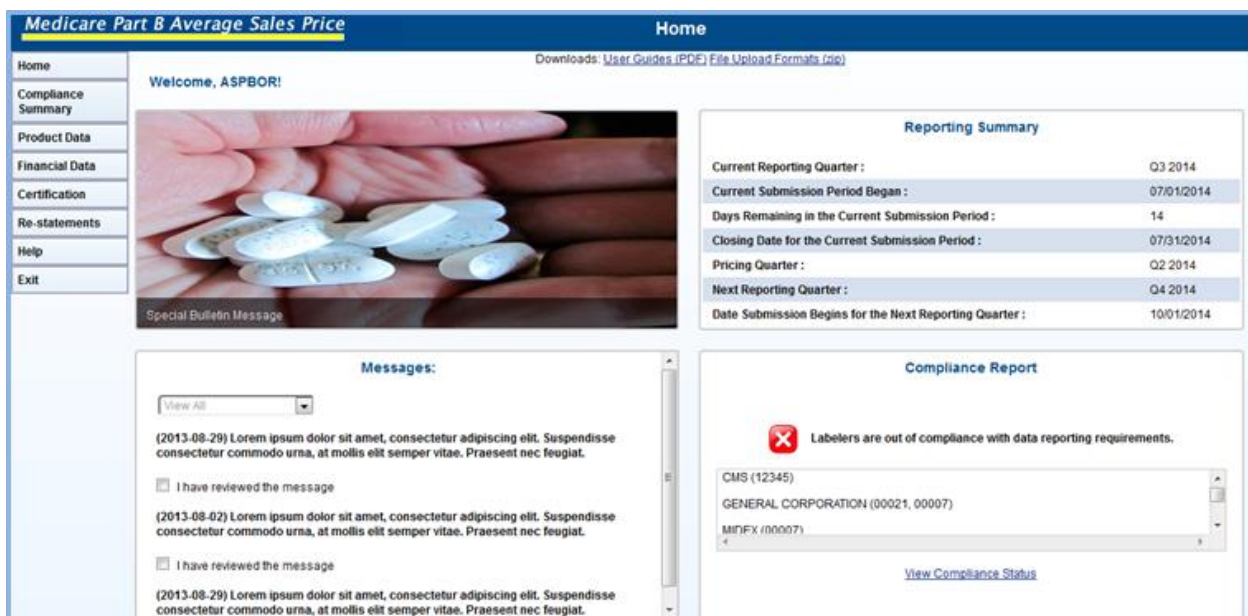 Medicare Part B Average Sales Price
Home
Downloads: User Guides (PDF) File Upload Formats (zip)
Home
Compliance
Summary
Product Data
Financial Data
Certification
Re-statements
Help
Exit
Welcome, ASPBOR!
Special Bulletin Message
Reporting Summary
Current Reporting Quarter : Q3 2014
Current Submission Period Began : 07/01/2014
Days Remaining in the Current Submission Period : 14
Closing Date for the Current Submission Period : 07/31/2014
Pricing Quarter : Q2 2014
Next Reporting Quarter : Q4 2014
Date Submission Begins for the Next Reporting Quarter : 10/01/2014
Messages:
View All
(2013-08-29) Lorem ipsum dolor sit amet, consectetur adipiscing elit. Suspendisse
consectetur commodo urna, at mollis elit semper vitae. Praesent nec feugiat.
I have reviewed the message
(2013-08-02) Lorem ipsum dolor sit amet, consectetur adipiscing elit. Suspendisse
consectetur commodo urna, at mollis elit semper vitae. Praesent nec feugiat.
I have reviewed the message
(2013-08-29) Lorem ipsum dolor sit amet, consectetur adipiscing elit. Suspendisse
consectetur commodo urna, at mollis elit semper vitae. Praesent nec feugiat.
Compliance Report
Labelers are out of compliance with data reporting requirements.
CMS (12345)
GENERAL CORPORATION (00021, 00007)
MIDEX (00007)
View Compliance Status